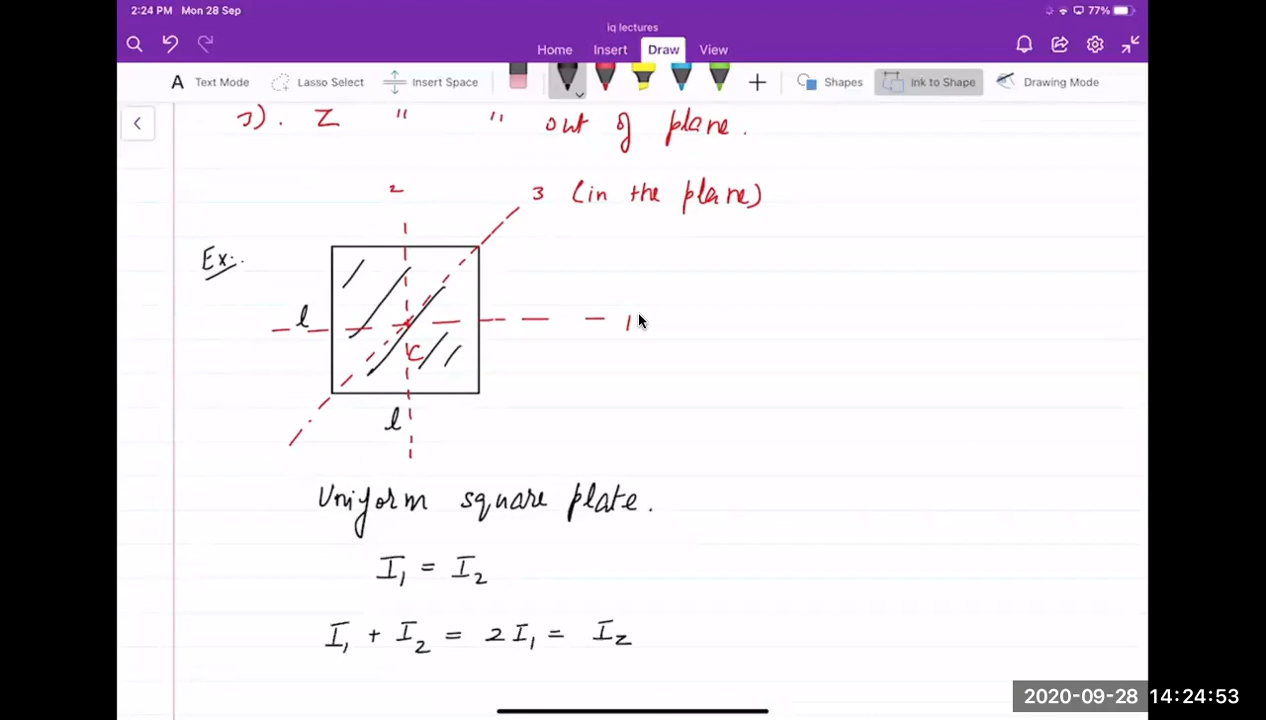 2:24 PM Mon 28 Sep
77%
iq lectures
Home Insert Draw View
Text Mode Lasso Select Insert Space Shapes Ink to Shape Drawing Mode
3). Z " " out of plane.
2
3 (in the plane)
Ex:-
l
1
C
l
Uniform square plate.
I₁ = I₂
I₁ + I₂ = 2I₁ = I_z
2020-09-28 14:24:53